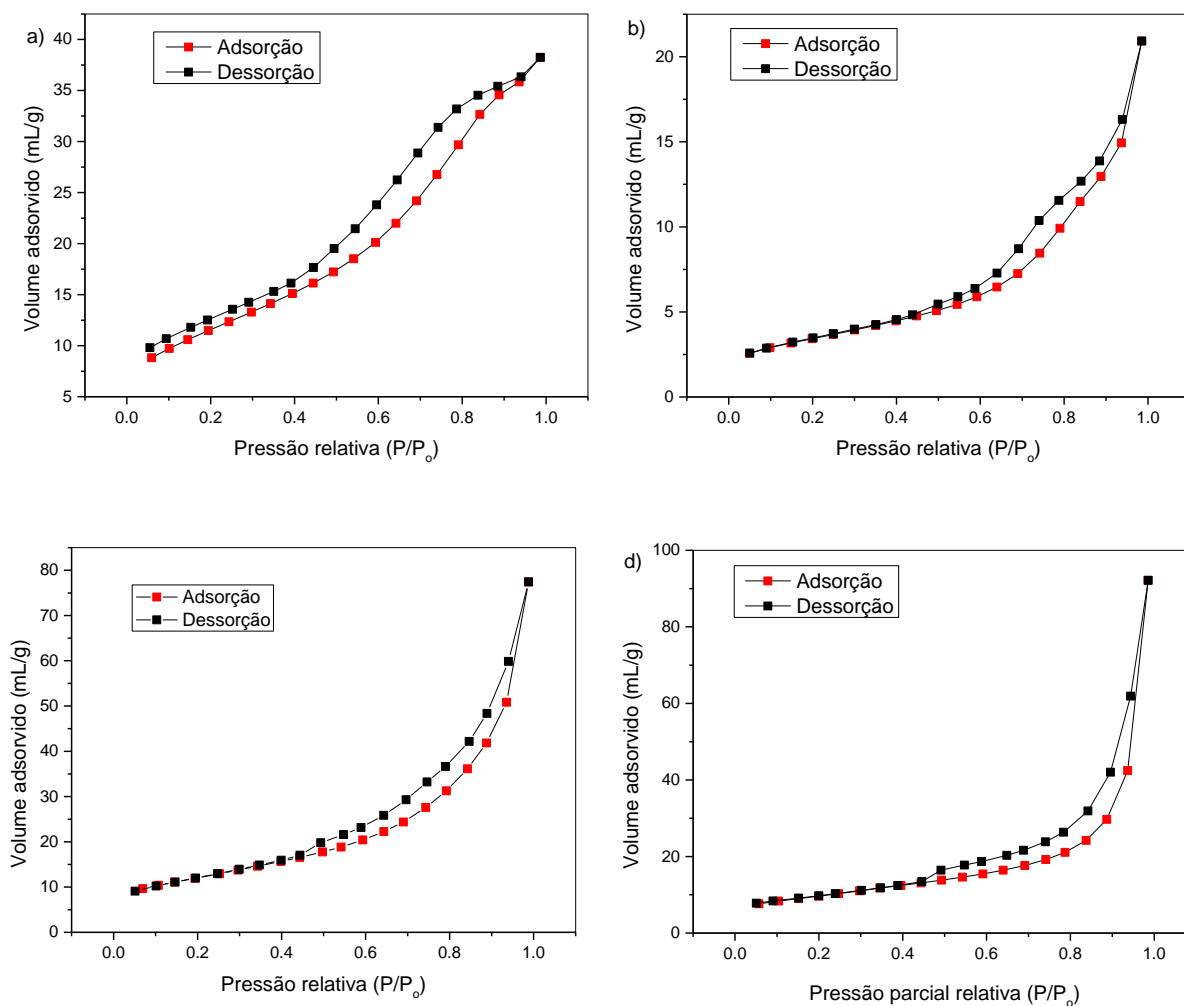 a)
Adsorção
Dessorção
Volume adsorvido (mL/g)
40
35
30
25
20
15
10
5
0.0 0.2 0.4 0.6 0.8 1.0
Pressão relativa (P/Po)
b)
Adsorção
Dessorção
Volume adsorvido (mL/g)
20
15
10
5
0
0.0 0.2 0.4 0.6 0.8 1.0
Pressão relativa (P/Po)
Adsorção
Dessorção
Volume adsorvido (mL/g)
80
70
60
50
40
30
20
10
0
0.0 0.2 0.4 0.6 0.8 1.0
Pressão relativa (P/Po)
d)
Adsorção
Dessorção
Volume adsorvido (mL/g)
100
80
60
40
20
0
0.0 0.2 0.4 0.6 0.8 1.0
Pressão parcial relativa (P/Po)